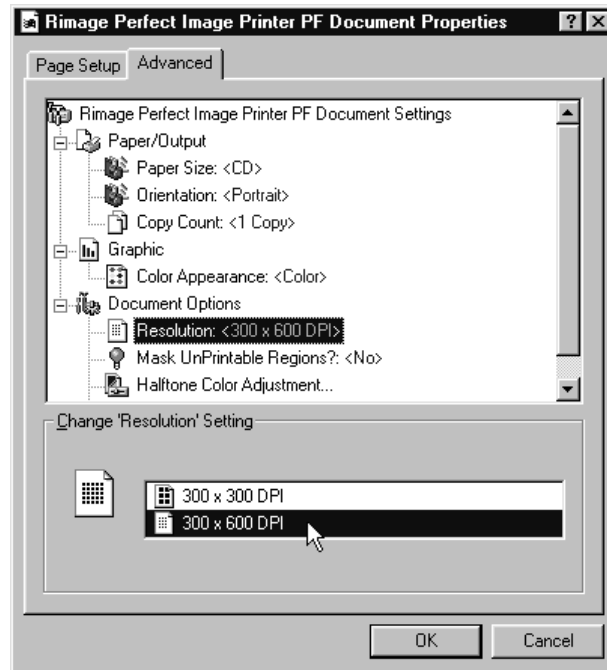 Rimage Perfect Image Printer PF Document Properties
Page Setup
Advanced
Rimage Perfect Image Printer PF Document Settings
Paper/Output
Paper Size: <CD>
Orientation: <Portrait>
Copy Count: <1 Copy>
Graphic
Color Appearance: <Color>
Document Options
Resolution: <300 x 600 DPI>
Mask UnPrintable Regions?: <No>
Halftone Color Adjustment...
Change 'Resolution' Setting
300 x 300 DPI
300 x 600 DPI
OK
Cancel